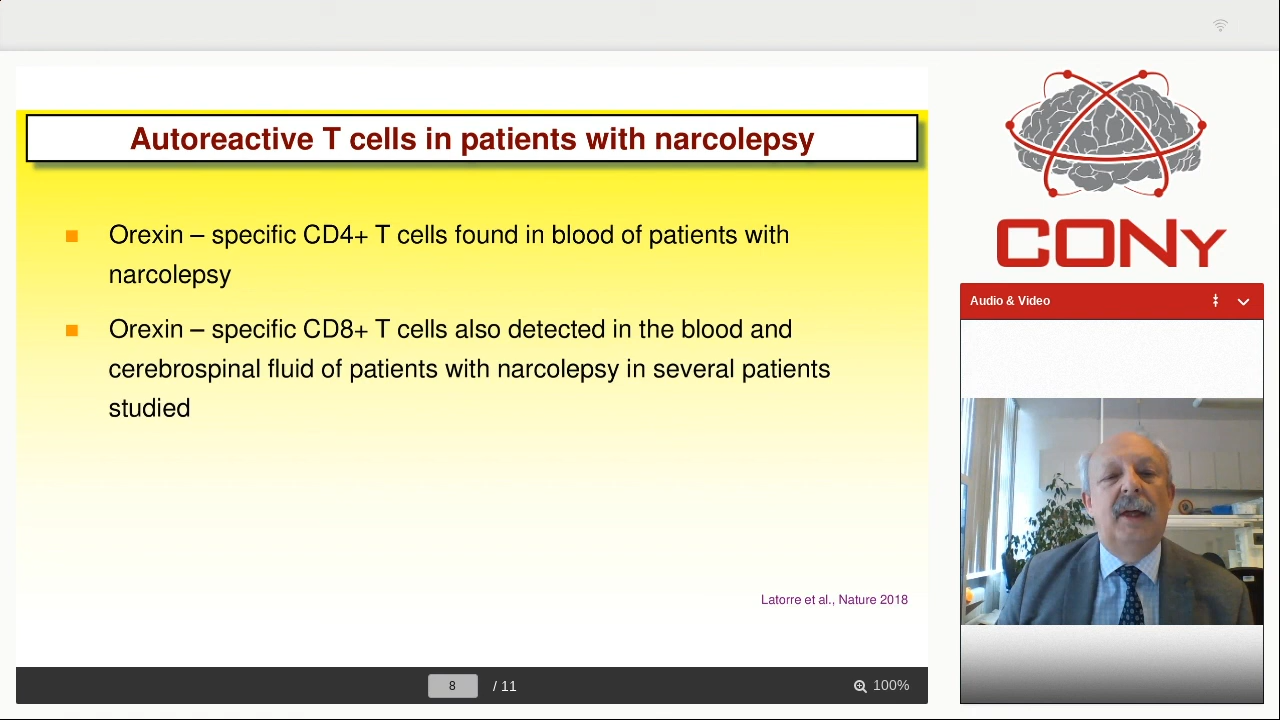 Autoreactive T cells in patients with narcolepsy
■ Orexin – specific CD4+ T cells found in blood of patients with
narcolepsy
■ Orexin – specific CD8+ T cells also detected in the blood and
cerebrospinal fluid of patients with narcolepsy in several patients
studied
Latorre et al., Nature 2018
8 / 11
100%
CONy
Audio & Video